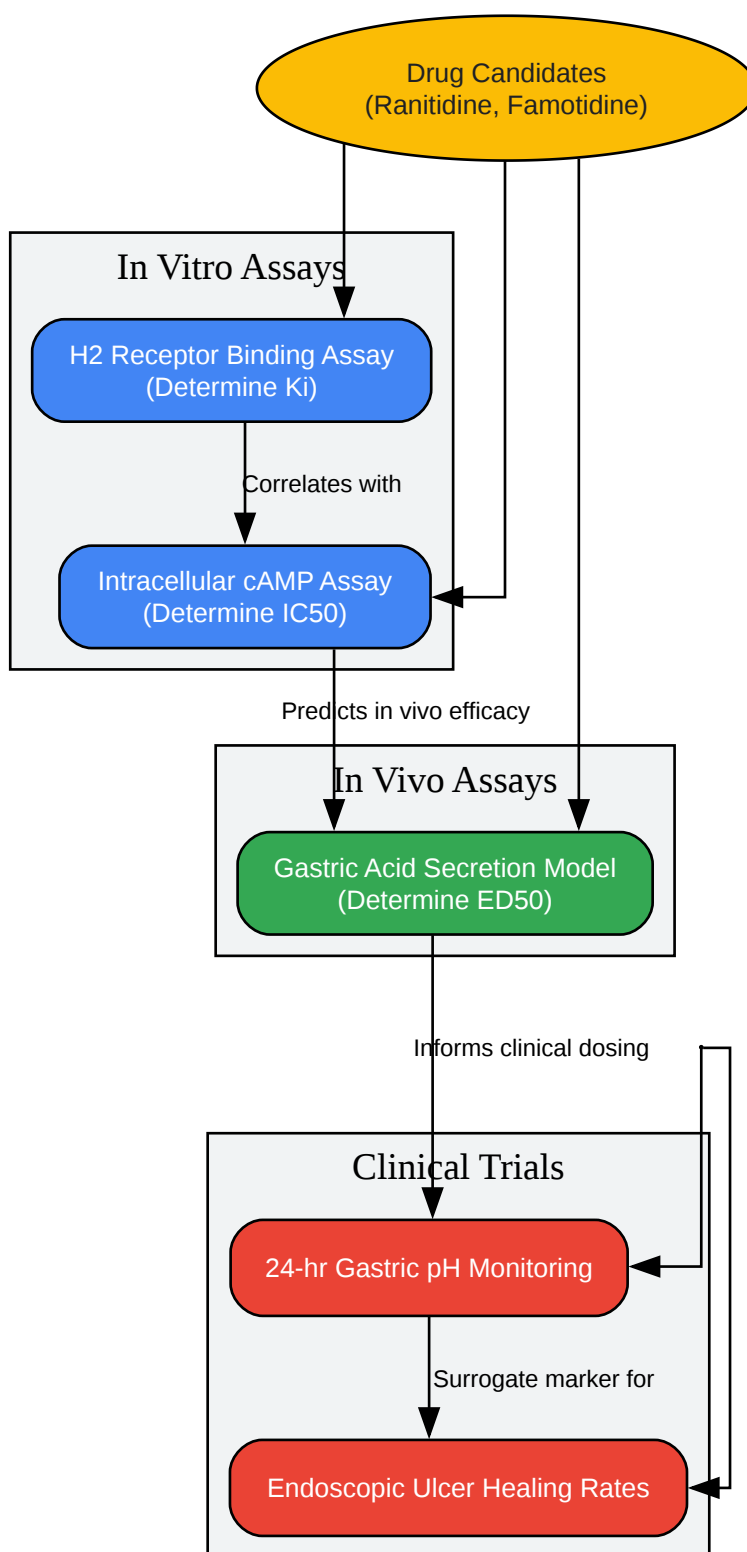 Drug Candidates
(Ranitidine, Famotidine)
In Vitro Assays
H2 Receptor Binding Assay
(Determine Ki)
Correlates with
Intracellular cAMP Assay
(Determine IC50)
Predicts in vivo efficacy
In Vivo Assays
Gastric Acid Secretion Model
(Determine ED50)
Informs clinical dosing
Clinical Trials
24-hr Gastric pH Monitoring
Surrogate marker for
Endoscopic Ulcer Healing Rates